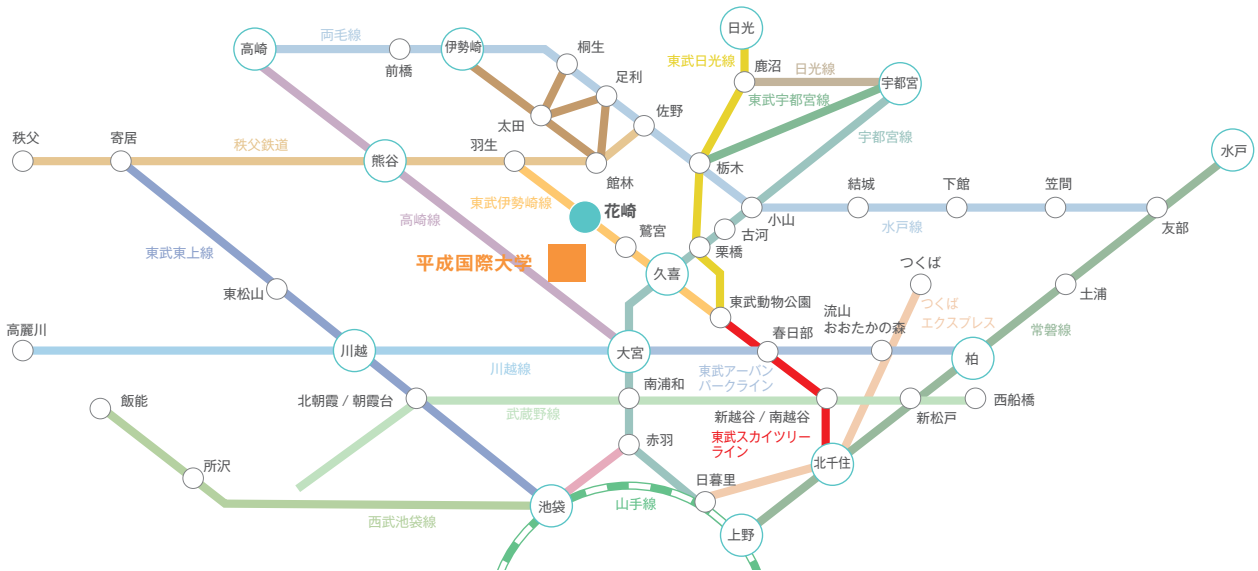 日光
両毛線
高崎
伊勢崎
桐生
東武日光線
鹿沼
日光線
前橋
足利
宇都宮
東武宇都宮線
佐野
太田
宇都宮線
秩父
寄居
秩父鉄道
羽生
熊谷
水戸
栃木
館林
結城
下館
笠間
東武伊勢崎線
花崎
高崎線
小山
水戸線
友部
鷲宮
古河
東武東上線
栗橋
平成国際大学
つくば
久喜
東松山
土浦
東武動物公園
つくば
エクスプレス
流山
おおたかの森
高麗川
春日部
常磐線
川越
大宮
柏
川越線
東武アーバン
パークライン
南浦和
飯能
北朝霞 / 朝霞台
西船橋
武蔵野線
新越谷 / 南越谷
新松戸
東武スカイツリー
ライン
赤羽
所沢
北千住
日暮里
池袋
山手線
西武池袋線
上野